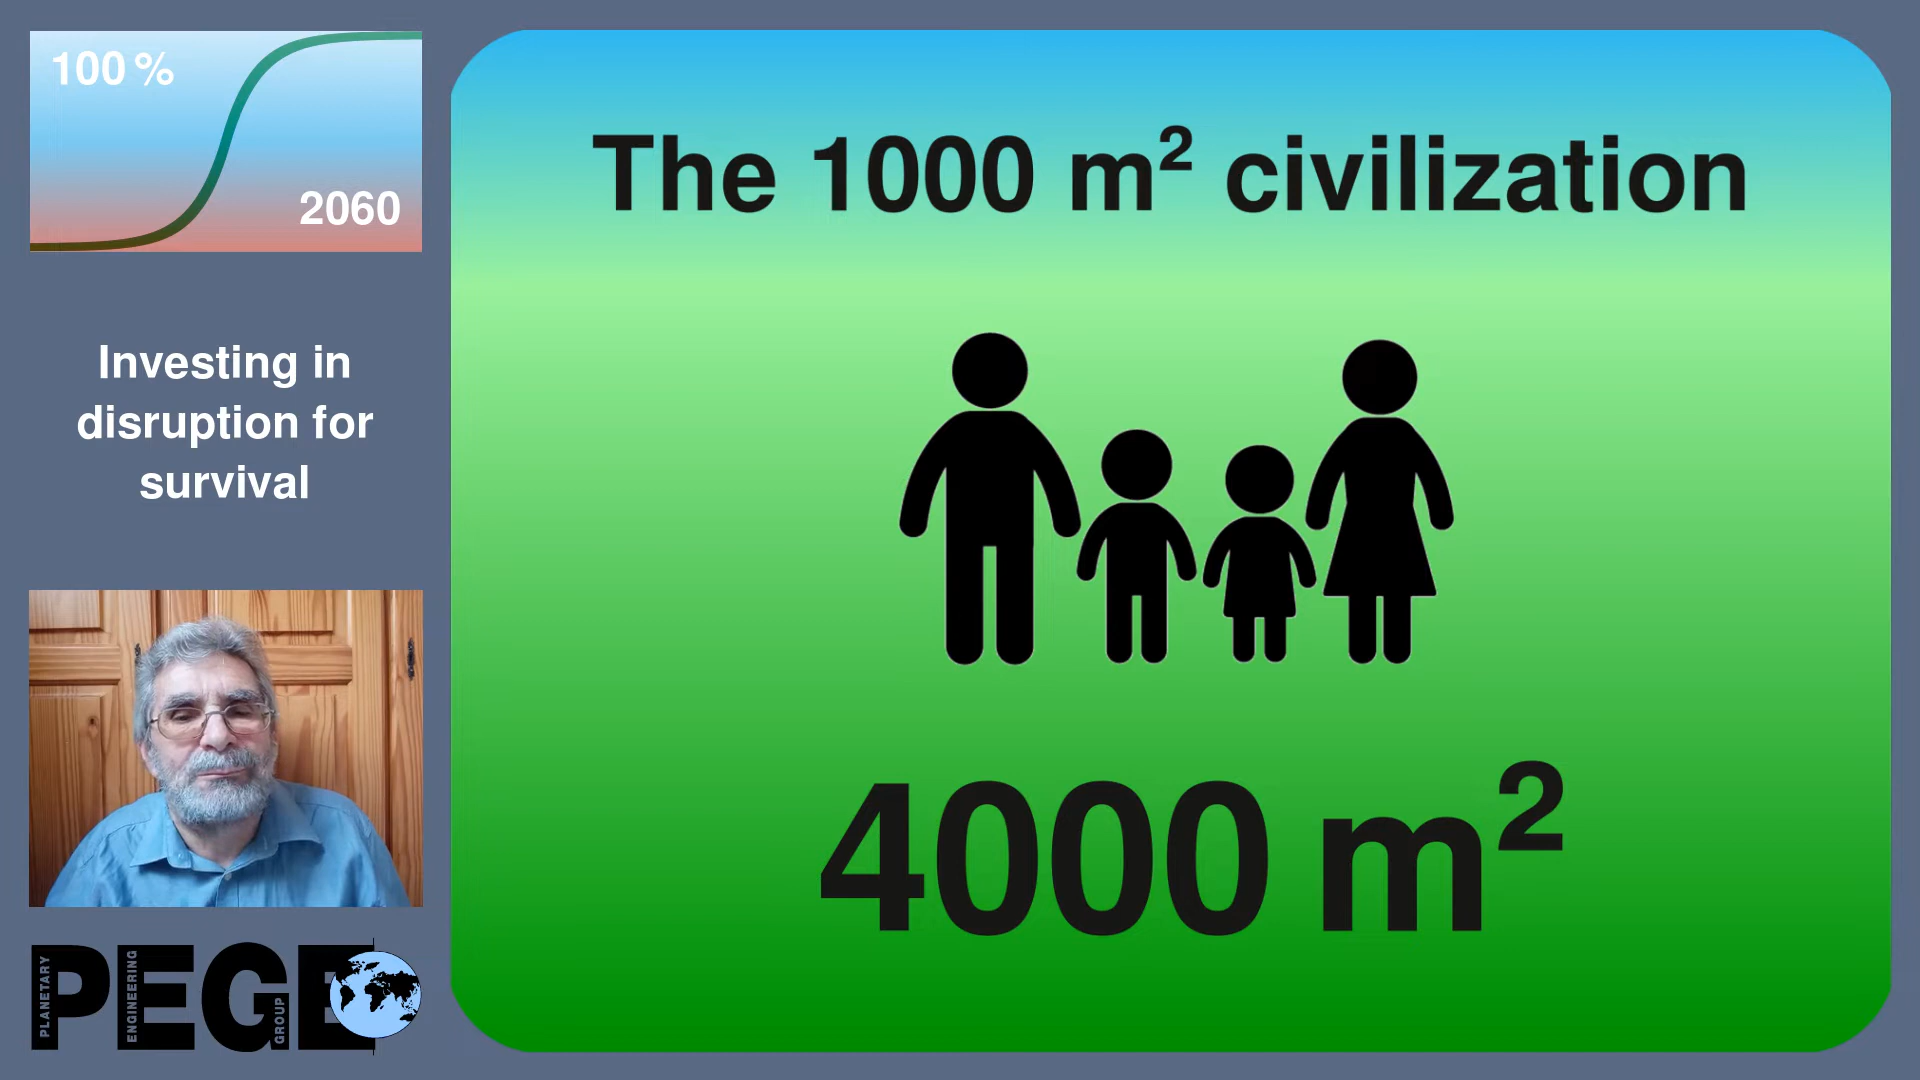 100 %
2060
Investing in
disruption for
survival
PEGE
PLANETARY
ENGINEERING
GROUP
The 1000 m² civilization
4000 m²